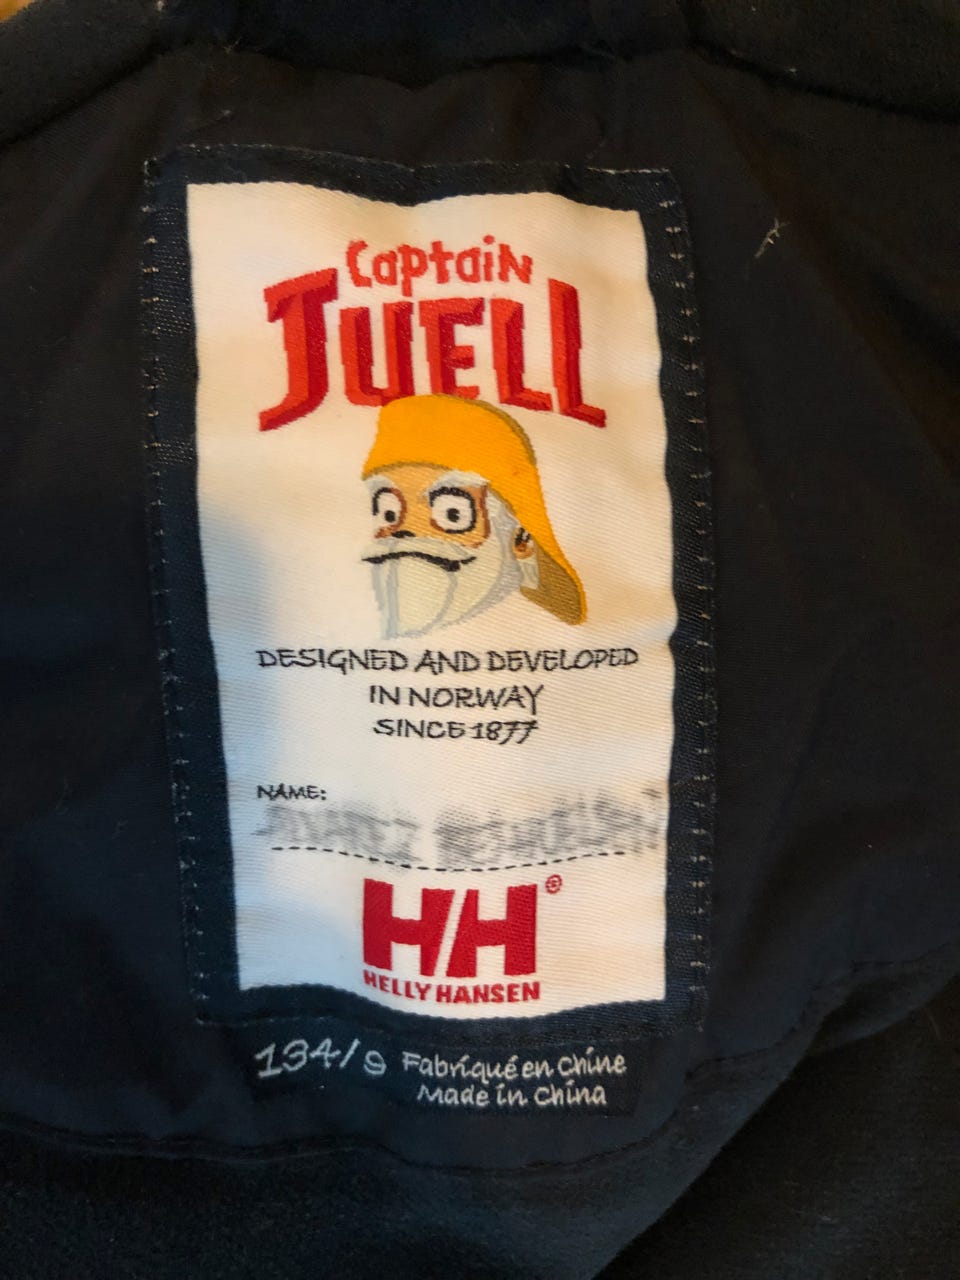 Captain
JUELL
DESIGNED AND DEVELOPED
IN NORWAY
SINCE 1877
NAME:
H/H®
HELLY HANSEN
134/9 Fabriqué en Chine
Made in China